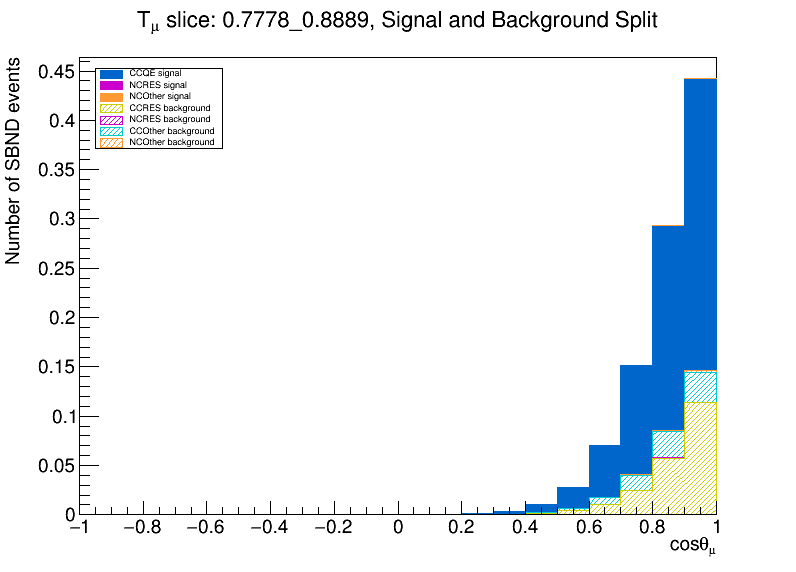 Tμ slice: 0.7778_0.8889, Signal and Background Split
Number of SBND events
CCQE signal
NCRES signal
NCOther signal
CCRES background
NCRES background
CCOther background
NCOther background
0.45
0.4
0.35
0.3
0.25
0.2
0.15
0.1
0.05
0
−1 −0.8 −0.6 −0.4 −0.2 0 0.2 0.4 0.6 0.8 1
cosθμ